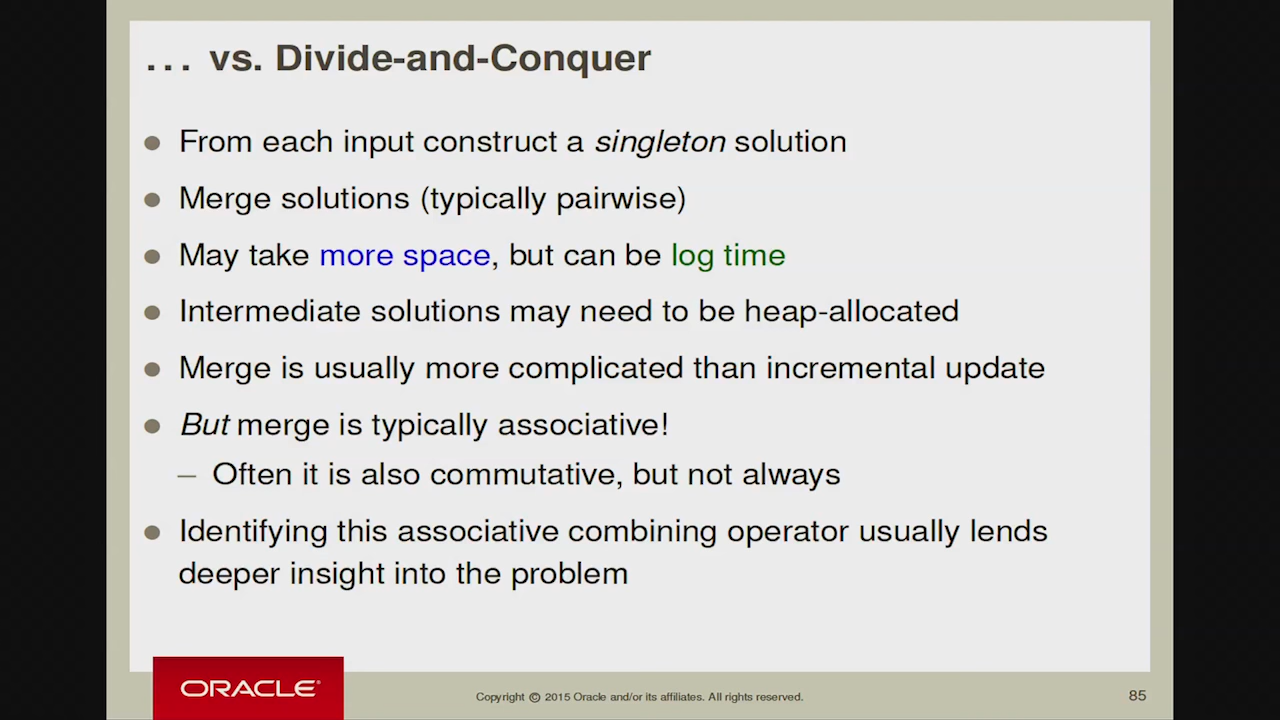 ... vs. Divide-and-Conquer
● From each input construct a singleton solution
● Merge solutions (typically pairwise)
● May take more space, but can be log time
● Intermediate solutions may need to be heap-allocated
● Merge is usually more complicated than incremental update
● But merge is typically associative!
– Often it is also commutative, but not always
● Identifying this associative combining operator usually lends
deeper insight into the problem
ORACLE®
Copyright © 2015 Oracle and/or its affiliates. All rights reserved.
85